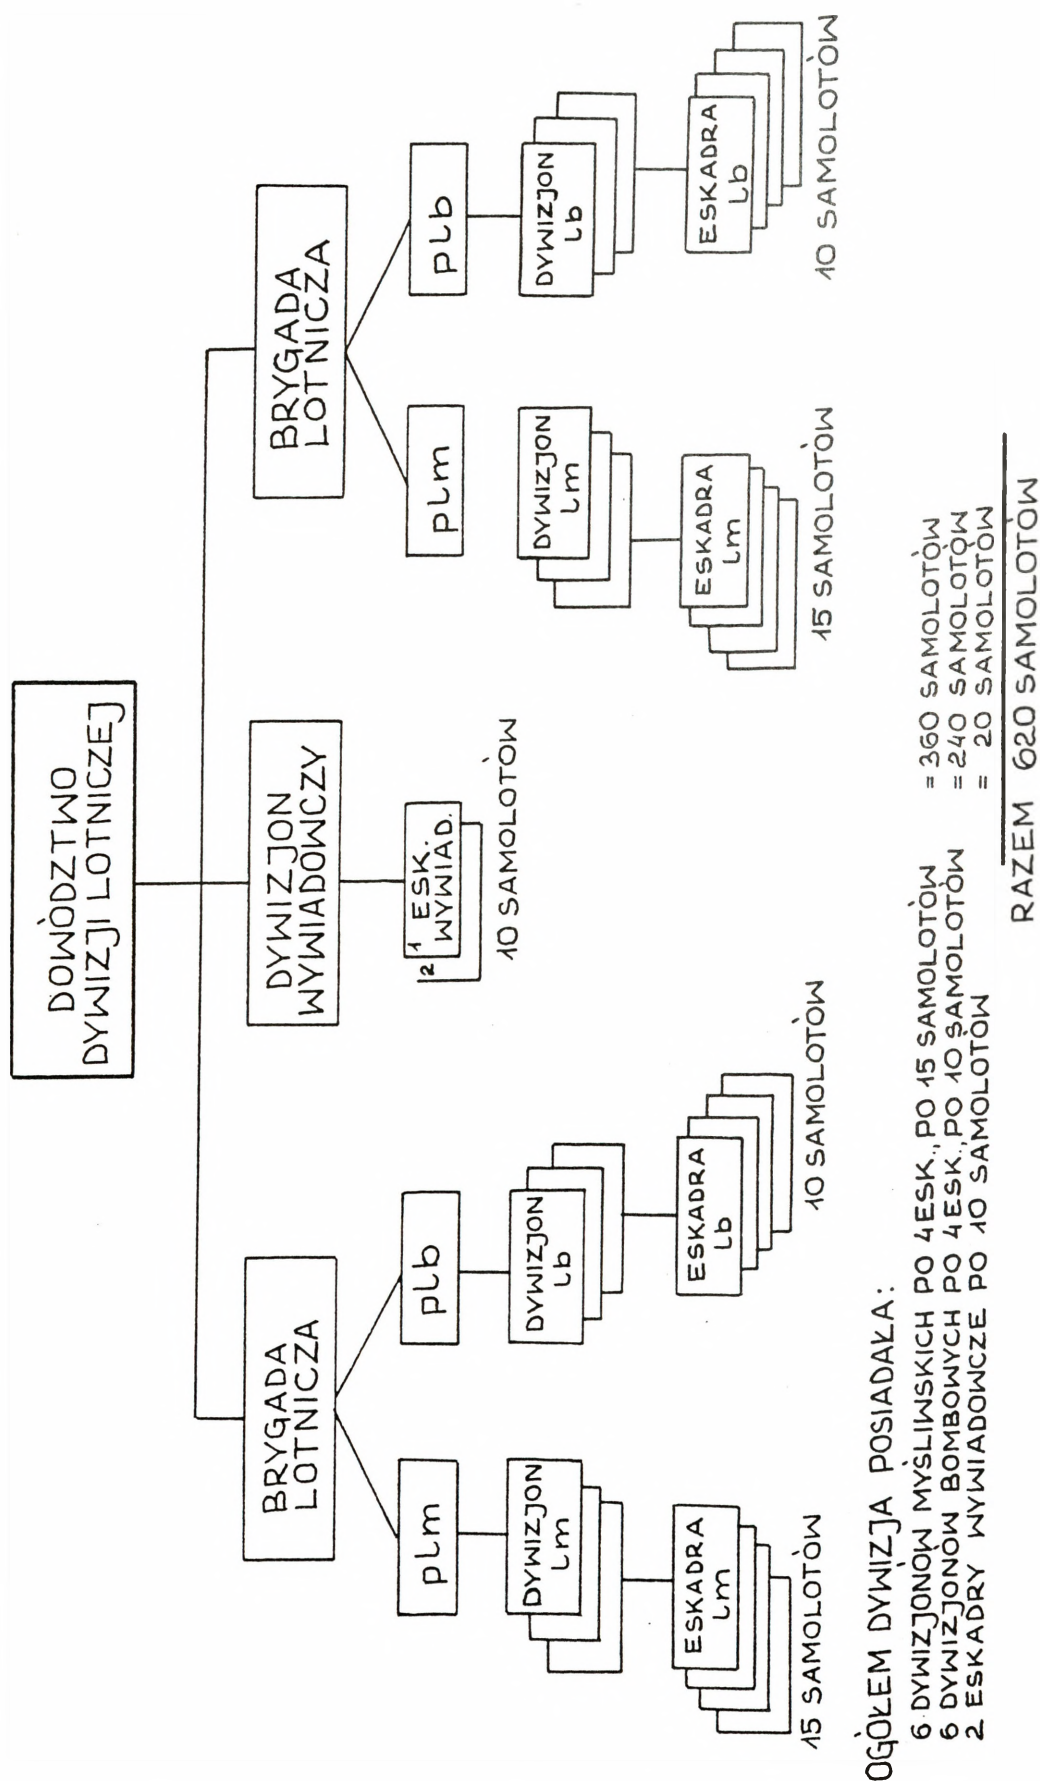 DOWÓDZTWO
DYWIZJI LOTNICZEJ
BRYGADA
LOTNICZA
DYWIZJON
WYWIADOWCZY
BRYGADA
LOTNICZA
pLm
pLb
2
1 ESK.
WYWIAD.
10 SAMOLOTÓW
pLm
pLb
DYWIZJON
Lm
DYWIZJON
Lb
DYWIZJON
Lm
DYWIZJON
Lb
ESKADRA
Lm
ESKADRA
Lb
ESKADRA
Lm
ESKADRA
Lb
15 SAMOLOTÓW
10 SAMOLOTÓW
15 SAMOLOTÓW
10 SAMOLOTÓW
OGÓŁEM DYWIZJA POSIADAŁA:
6 DYWIZJONÓW MYŚLIWSKICH PO 4 ESK., PO 15 SAMOLOTÓW = 360 SAMOLOTÓW
6 DYWIZJONÓW BOMBOWYCH PO 4 ESK., PO 10 SAMOLOTÓW = 240 SAMOLOTÓW
2 ESKADRY WYWIADOWCZE PO 10 SAMOLOTÓW = 20 SAMOLOTÓW
RAZEM 620 SAMOLOTÓW